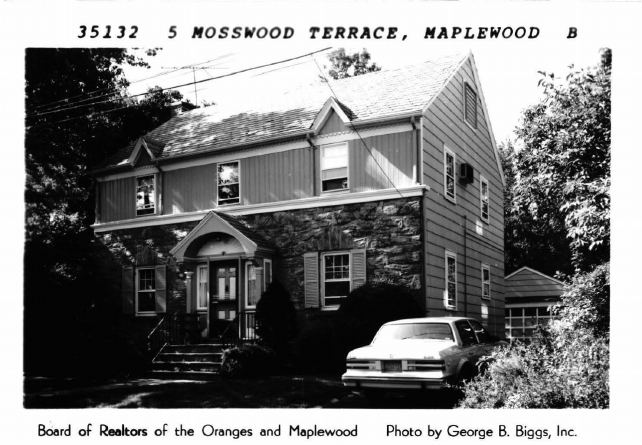 35132 5 MOSSWOOD TERRACE, MAPLEWOOD B
Board of Realtors of the Oranges and Maplewood Photo by George B. Biggs, Inc.